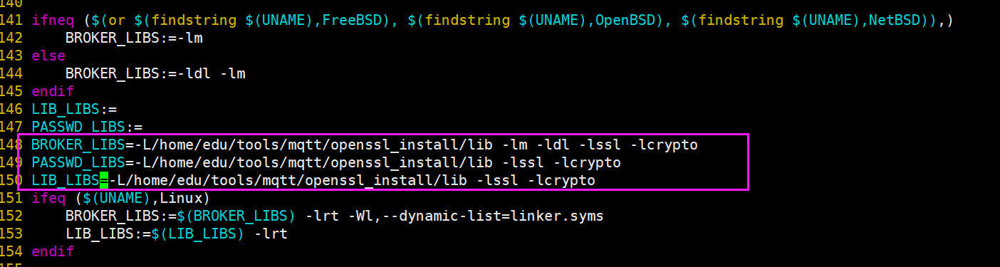 140
141 ifneq ($(or $(findstring $(UNAME),FreeBSD), $(findstring $(UNAME),OpenBSD), $(findstring $(UNAME),NetBSD)),)
142     BROKER_LIBS:=-lm
143 else
144     BROKER_LIBS:=-ldl -lm
145 endif
146 LIB_LIBS:=
147 PASSWD_LIBS:=
148 BROKER_LIBS=-L/home/edu/tools/mqtt/openssl_install/lib -lm -ldl -lssl -lcrypto
149 PASSWD_LIBS=-L/home/edu/tools/mqtt/openssl_install/lib -lssl -lcrypto
150 LIB_LIBS=-L/home/edu/tools/mqtt/openssl_install/lib -lssl -lcrypto
151 ifeq ($(UNAME),Linux)
152     BROKER_LIBS:=$(BROKER_LIBS) -lrt -Wl,--dynamic-list=linker.syms
153     LIB_LIBS:=$(LIB_LIBS) -lrt
154 endif
155